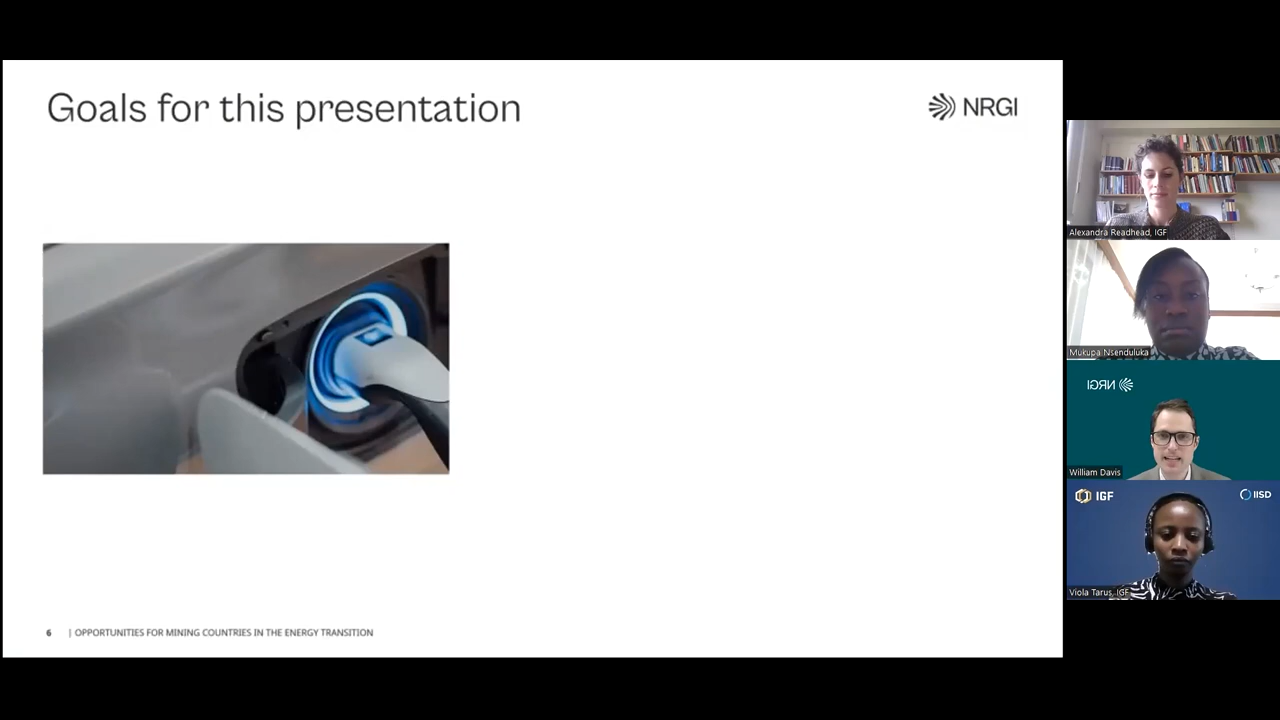 Goals for this presentation
NRGI
6 | OPPORTUNITIES FOR MINING COUNTRIES IN THE ENERGY TRANSITION
Alexandra Readhead, IGF
Mukupa Nsenduluka
NRGI
William Davis
IGF
IISD
Viola Tarus, IGF